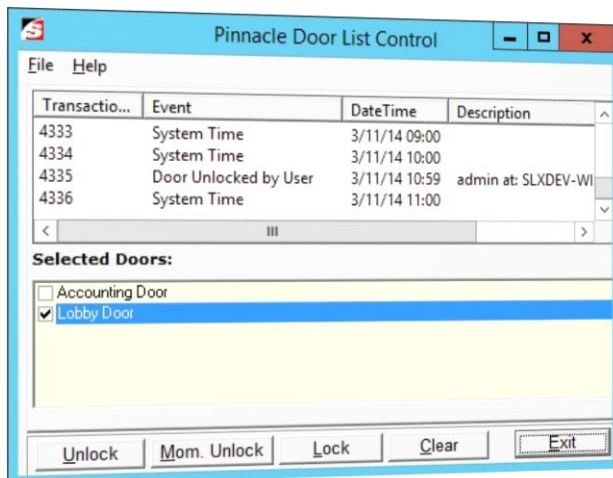 Pinnacle Door List Control
File Help
Transactio... Event DateTime Description
4333 System Time 3/11/14 09:00
4334 System Time 3/11/14 10:00
4335 Door Unlocked by User 3/11/14 10:59 admin at: SLXDEV-WI
4336 System Time 3/11/14 11:00
Selected Doors:
Accounting Door
Lobby Door
Unlock Mom. Unlock Lock Clear Exit